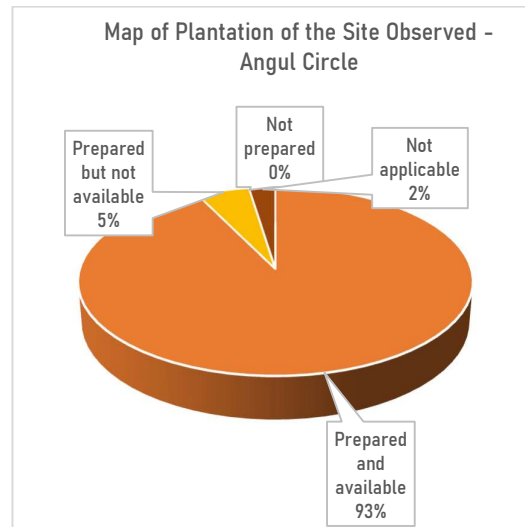 Map of Plantation of the Site Observed -
Angul Circle
Prepared
but not
available
5%
Not
prepared
0%
Not
applicable
2%
Prepared
and
available
93%